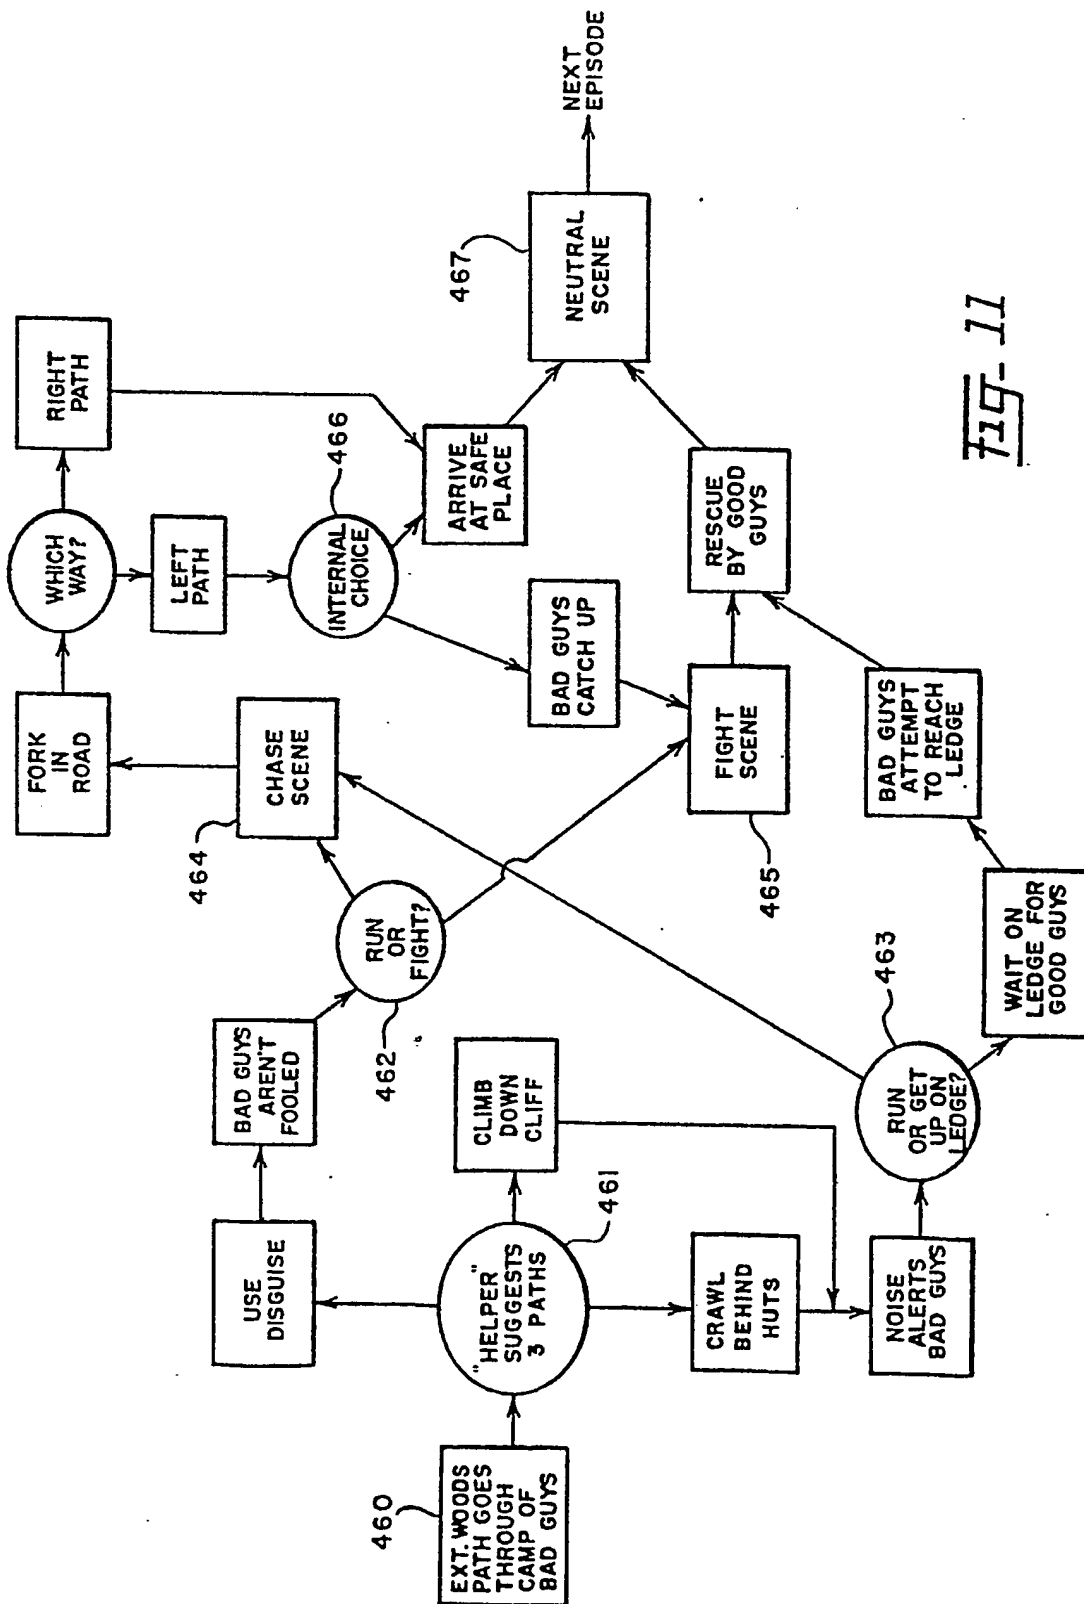 EXT. WOODS
PATH GOES
THROUGH
CAMP OF
BAD GUYS
460
"HELPER"
SUGGESTS
3 PATHS
461
USE
DISGUISE
BAD GUYS
AREN'T
FOOLED
CLIMB
DOWN
CLIFF
CRAWL
BEHIND
HUTS
NOISE
ALERTS
BAD GUYS
RUN
OR
FIGHT?
462
RUN
OR GET
UP ON
LEDGE?
463
CHASE
SCENE
464
FORK
IN
ROAD
WHICH
WAY?
RIGHT
PATH
LEFT
PATH
INTERNAL
CHOICE
466
ARRIVE
AT SAFE
PLACE
BAD GUYS
CATCH UP
FIGHT
SCENE
465
WAIT ON
LEDGE FOR
GOOD GUYS
BAD GUYS
ATTEMPT
TO REACH
LEDGE
RESCUE
BY GOOD
GUYS
NEUTRAL
SCENE
467
NEXT
EPISODE
Fig- 11